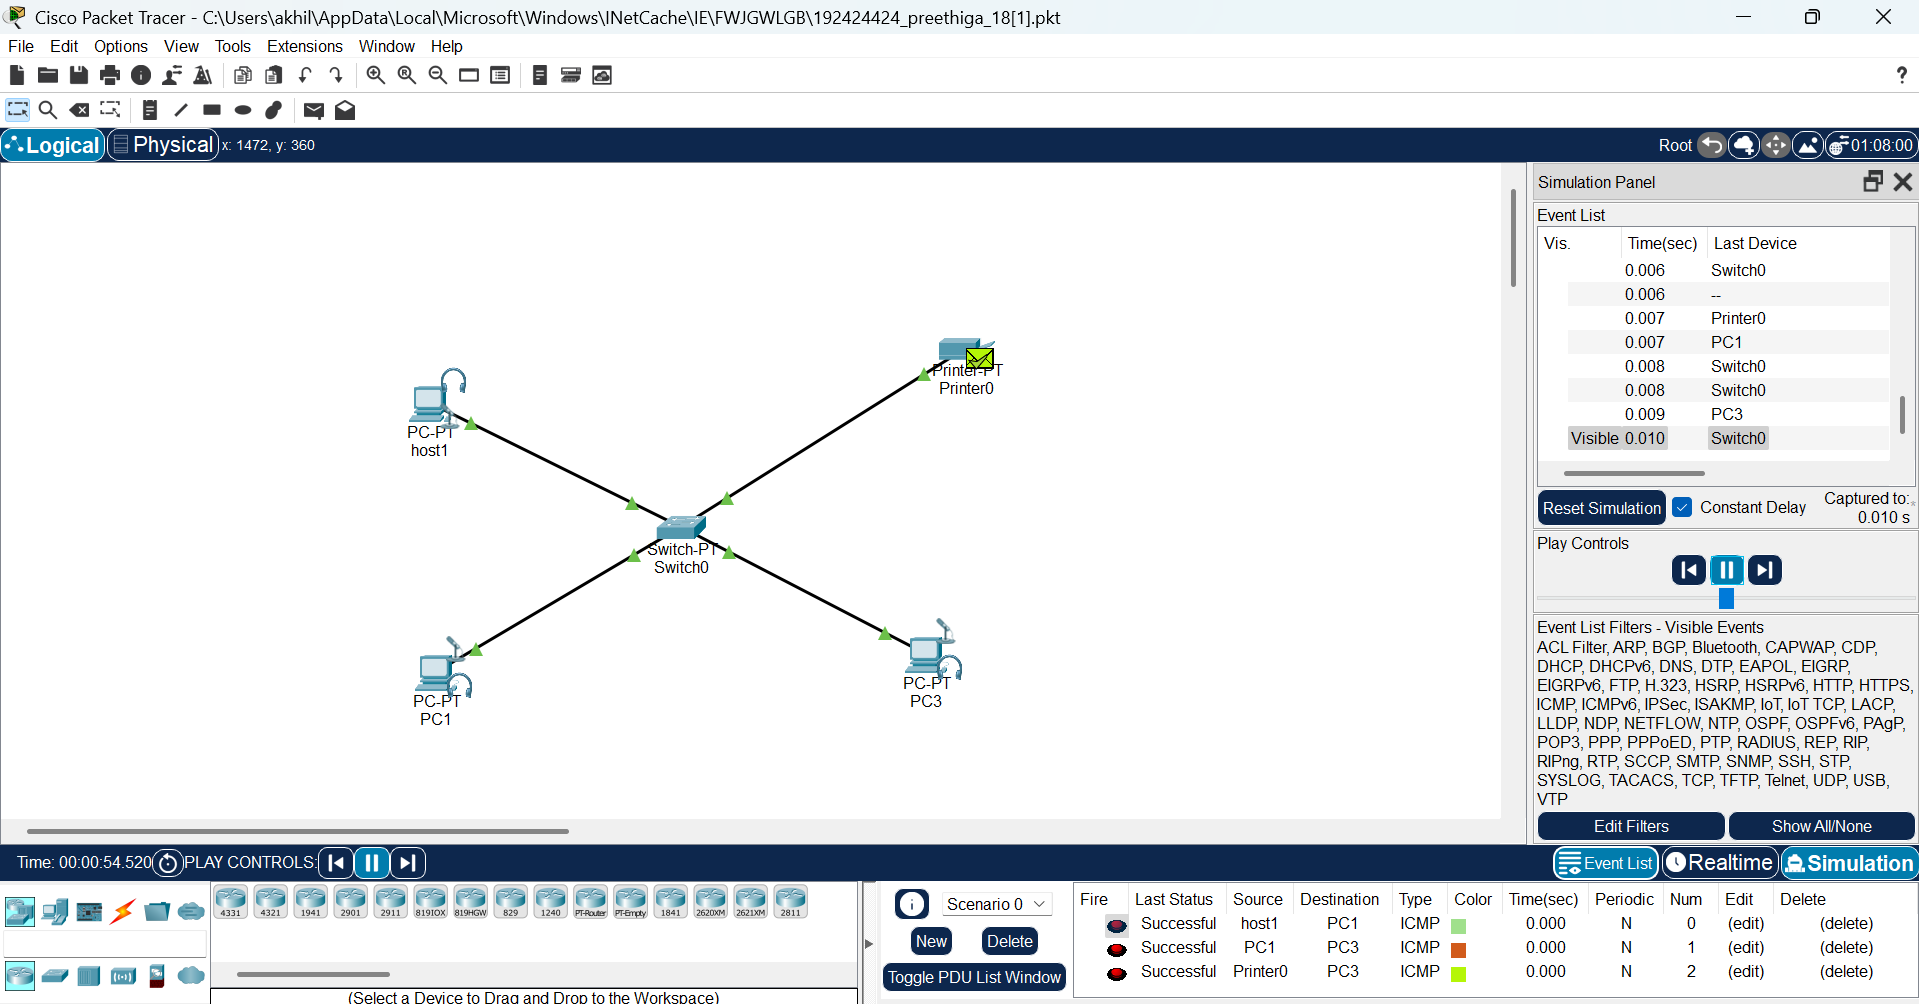 Cisco Packet Tracer - C:\Users\akhil\AppData\Local\Microsoft\Windows\INetCache\IE\FWJGWLGB\192424424_preethiga_18[1].pkt
File Edit Options View Tools Extensions Window Help
Logical Physical x: 1472, y: 360 Root 01:08:00
Simulation Panel
Event List
Vis. Time(sec) Last Device
0.006 Switch0
0.006 --
0.007 Printer0
0.007 PC1
0.008 Switch0
0.008 Switch0
0.009 PC3
Visible 0.010 Switch0
Reset Simulation Constant Delay Captured to:
0.010 s
Play Controls
Event List Filters - Visible Events
ACL Filter, ARP, BGP, Bluetooth, CAPWAP, CDP,
DHCP, DHCPv6, DNS, DTP, EAPOL, EIGRP,
EIGRPv6, FTP, H.323, HSRP, HSRPv6, HTTP, HTTPS,
ICMP, ICMPv6, IPSec, ISAKMP, IoT, IoT TCP, LACP,
LLDP, NDP, NETFLOW, NTP, OSPF, OSPFv6, PAgP,
POP3, PPP, PPPoED, PTP, RADIUS, REP, RIP,
RIPng, RTP, SCCP, SMTP, SNMP, SSH, STP,
SYSLOG, TACACS, TCP, TFTP, Telnet, UDP, USB,
VTP
Edit Filters Show All/None
PC-PT
host1
Printer-PT
Printer0
Switch-PT
Switch0
PC-PT
PC1
PC-PT
PC3
Time: 00:00:54.520 PLAY CONTROLS: Event List Realtime Simulation
4331 4321 1941 2901 2911 819IOX 819HGW 829 1240 PT-Router PT-Empty 1841 2620XM 2621XM 2811
(Select a Device to Drag and Drop to the Workspace)
Scenario 0
New Delete
Toggle PDU List Window
Fire Last Status Source Destination Type Color Time(sec) Periodic Num Edit Delete
Successful host1 PC1 ICMP 0.000 N 0 (edit) (delete)
Successful PC1 PC3 ICMP 0.000 N 1 (edit) (delete)
Successful Printer0 PC3 ICMP 0.000 N 2 (edit) (delete)